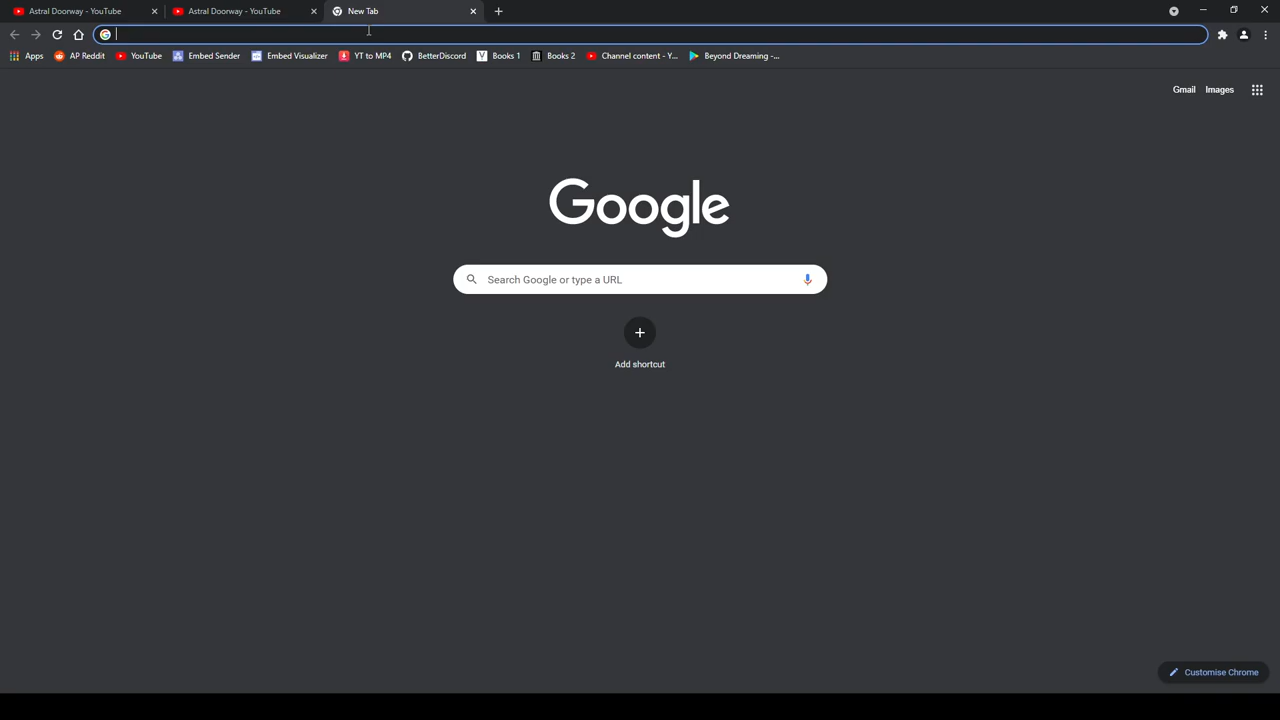 Astral Doorway - YouTube
Astral Doorway - YouTube
New Tab
Apps
AP Reddit
YouTube
Embed Sender
Embed Visualizer
YT to MP4
BetterDiscord
Books 1
Books 2
Channel content - Y...
Beyond Dreaming -...
Gmail
Images
Google
Search Google or type a URL
Add shortcut
Customise Chrome